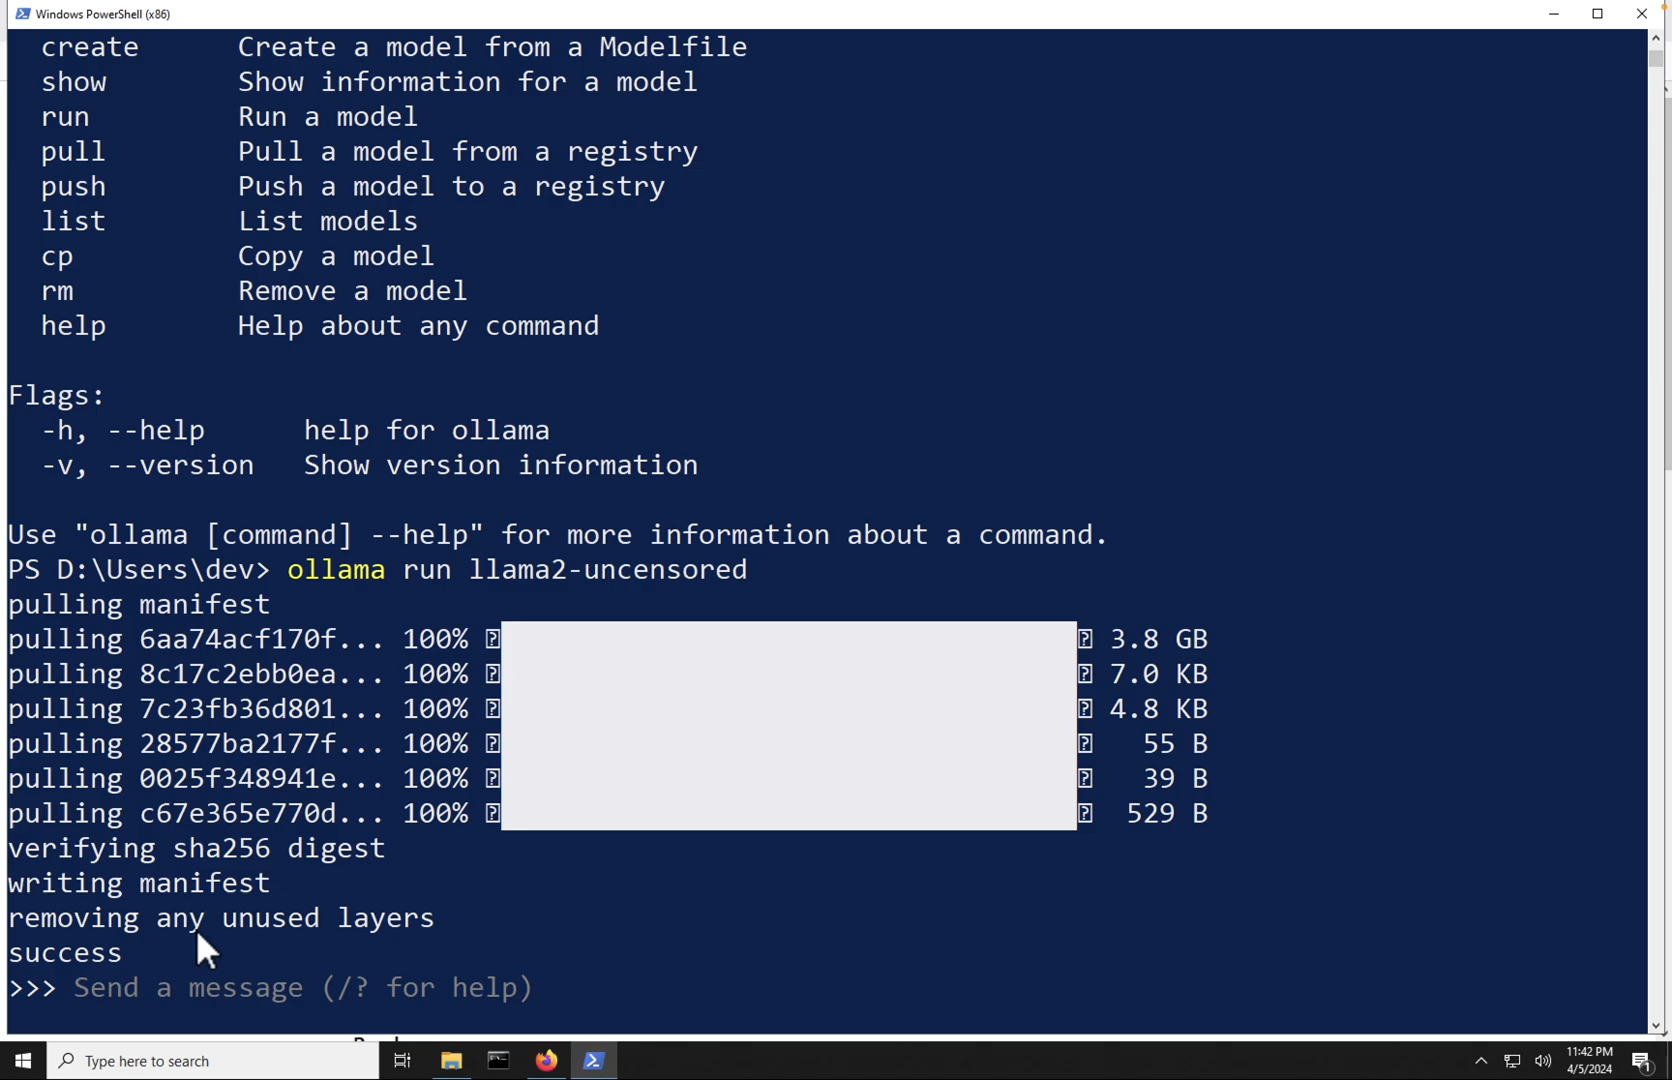 Windows PowerShell (x86)
create Create a model from a Modelfile
show Show information for a model
run Run a model
pull Pull a model from a registry
push Push a model to a registry
list List models
cp Copy a model
rm Remove a model
help Help about any command
Flags:
-h, --help help for ollama
-v, --version Show version information
Use "ollama [command] --help" for more information about a command.
PS D:\Users\dev> ollama run llama2-uncensored
pulling manifest
pulling 6aa74acf170f... 100% 3.8 GB
pulling 8c17c2ebb0ea... 100% 7.0 KB
pulling 7c23fb36d801... 100% 4.8 KB
pulling 28577ba2177f... 100% 55 B
pulling 0025f348941e... 100% 39 B
pulling c67e365e770d... 100% 529 B
verifying sha256 digest
writing manifest
removing any unused layers
success
>>> Send a message (/? for help)
Type here to search
11:42 PM
4/5/2024
1